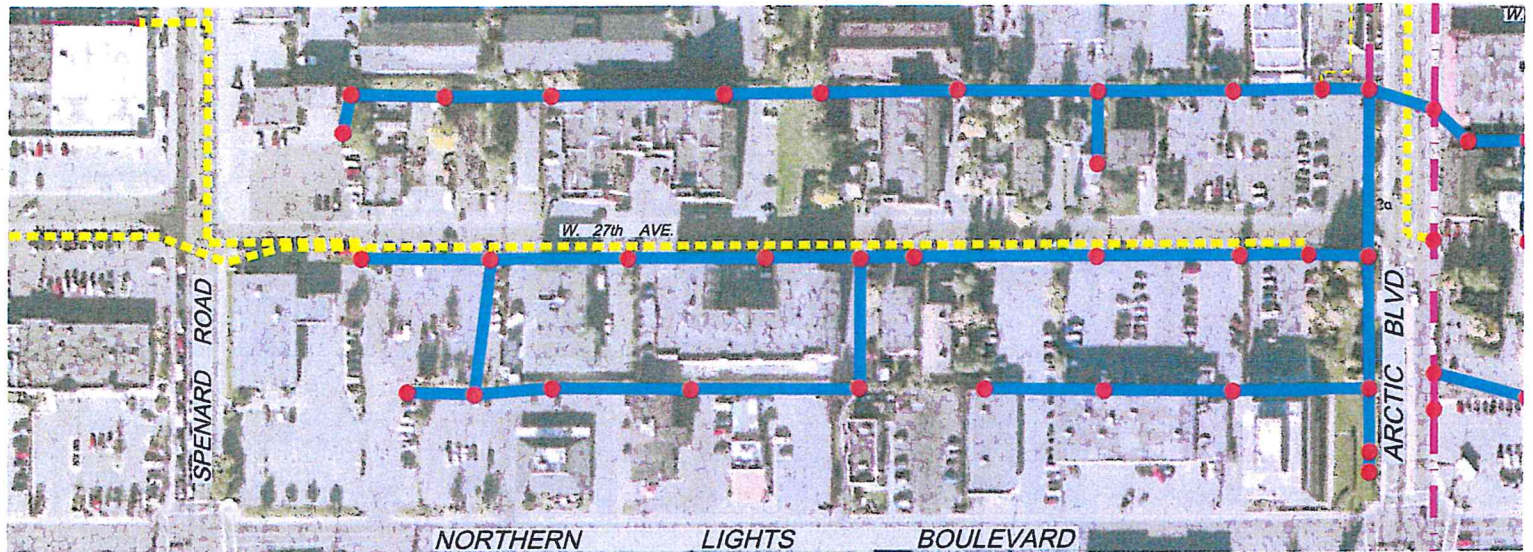 W.
W. 27th AVE.
SPENARD ROAD
ARCTIC BLVD
NORTHERN LIGHTS BOULEVARD